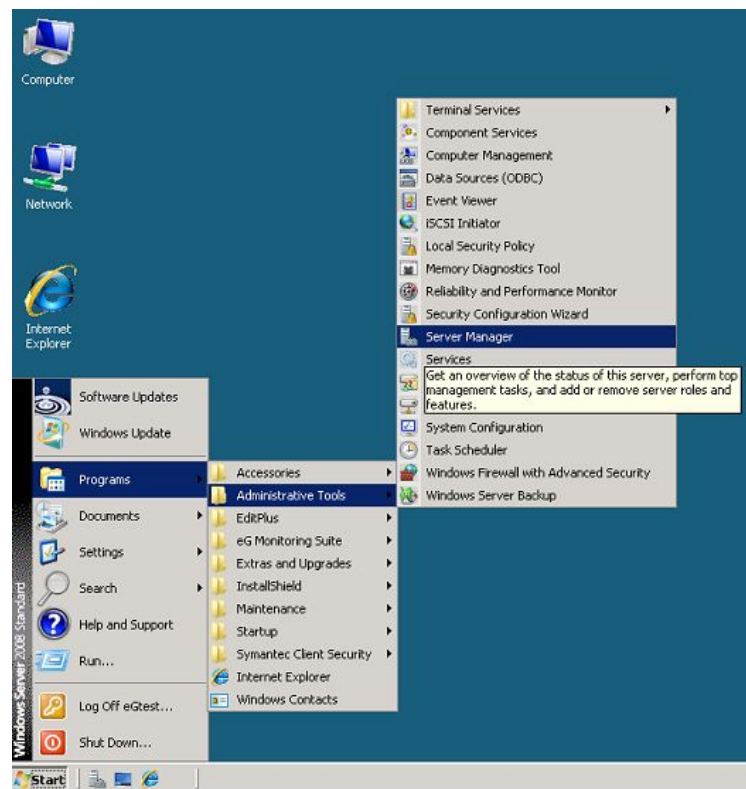 Computer
Network
Internet
Explorer
Terminal Services
Component Services
Computer Management
Data Sources (ODBC)
Event Viewer
iSCSI Initiator
Local Security Policy
Memory Diagnostics Tool
Reliability and Performance Monitor
Security Configuration Wizard
Server Manager
Services
Get an overview of the status of this server, perform top
management tasks, and add or remove server roles and
features.
System Configuration
Task Scheduler
Windows Firewall with Advanced Security
Windows Server Backup
Software Updates
Windows Update
Programs
Documents
Settings
Search
Help and Support
Run...
Log Off eGtest...
Shut Down...
Windows Server 2008 Standard
Accessories
Administrative Tools
EditPlus
eG Monitoring Suite
Extras and Upgrades
InstallShield
Maintenance
Startup
Symantec Client Security
Internet Explorer
Windows Contacts
Start